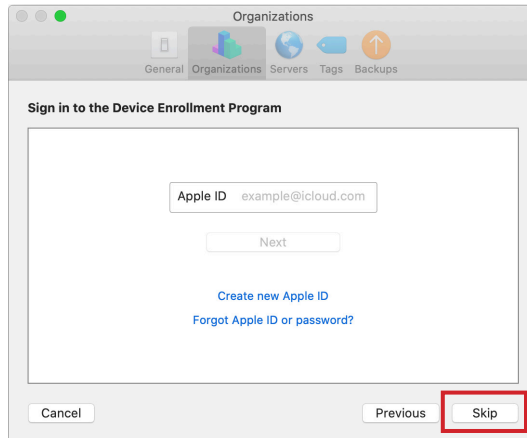 Organizations
General Organizations Servers Tags Backups
Sign in to the Device Enrollment Program
Apple ID example@icloud.com
Next
Create new Apple ID
Forgot Apple ID or password?
Cancel Previous Skip